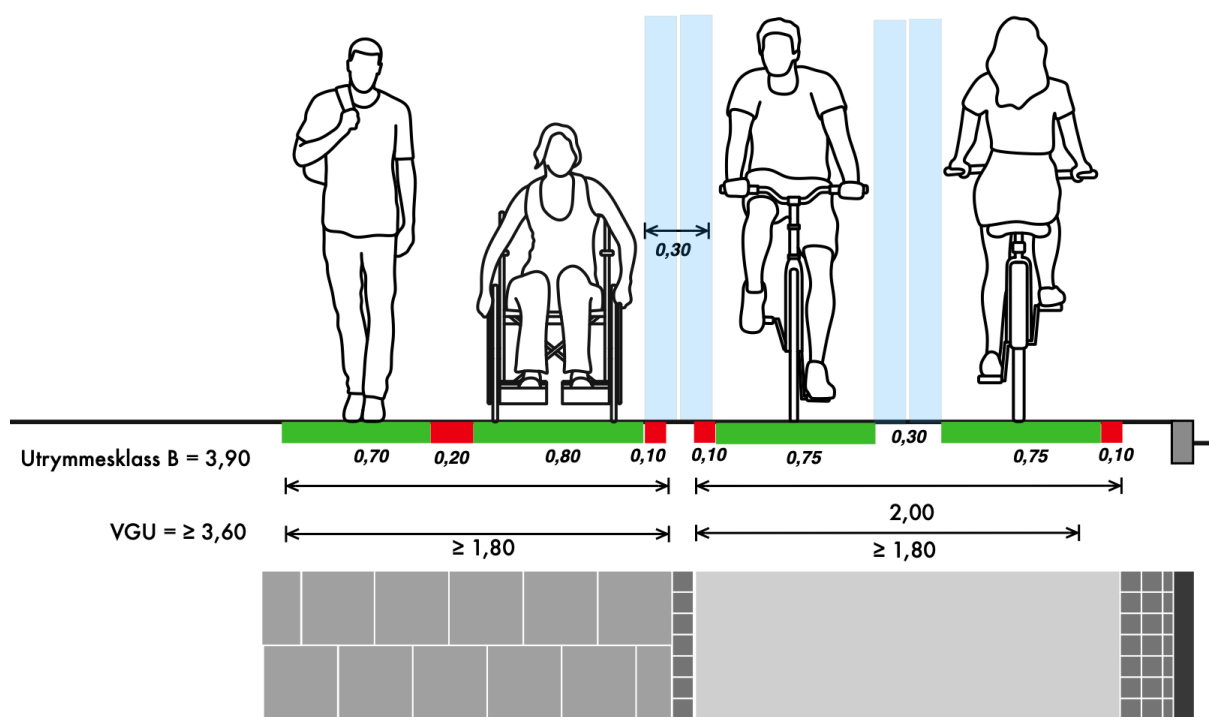 0,30
Utrymmesklass B = 3,90
0,70 0,20 0,80 0,10 0,10 0,75 0,30 0,75 0,10
2,00
VGU = ≥ 3,60
≥ 1,80 ≥ 1,80